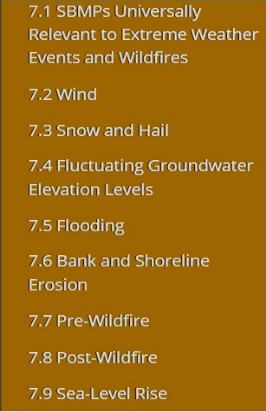 7.1 SBMPs Universally
Relevant to Extreme Weather
Events and Wildfires
7.2 Wind
7.3 Snow and Hail
7.4 Fluctuating Groundwater
Elevation Levels
7.5 Flooding
7.6 Bank and Shoreline
Erosion
7.7 Pre-Wildfire
7.8 Post-Wildfire
7.9 Sea-Level Rise